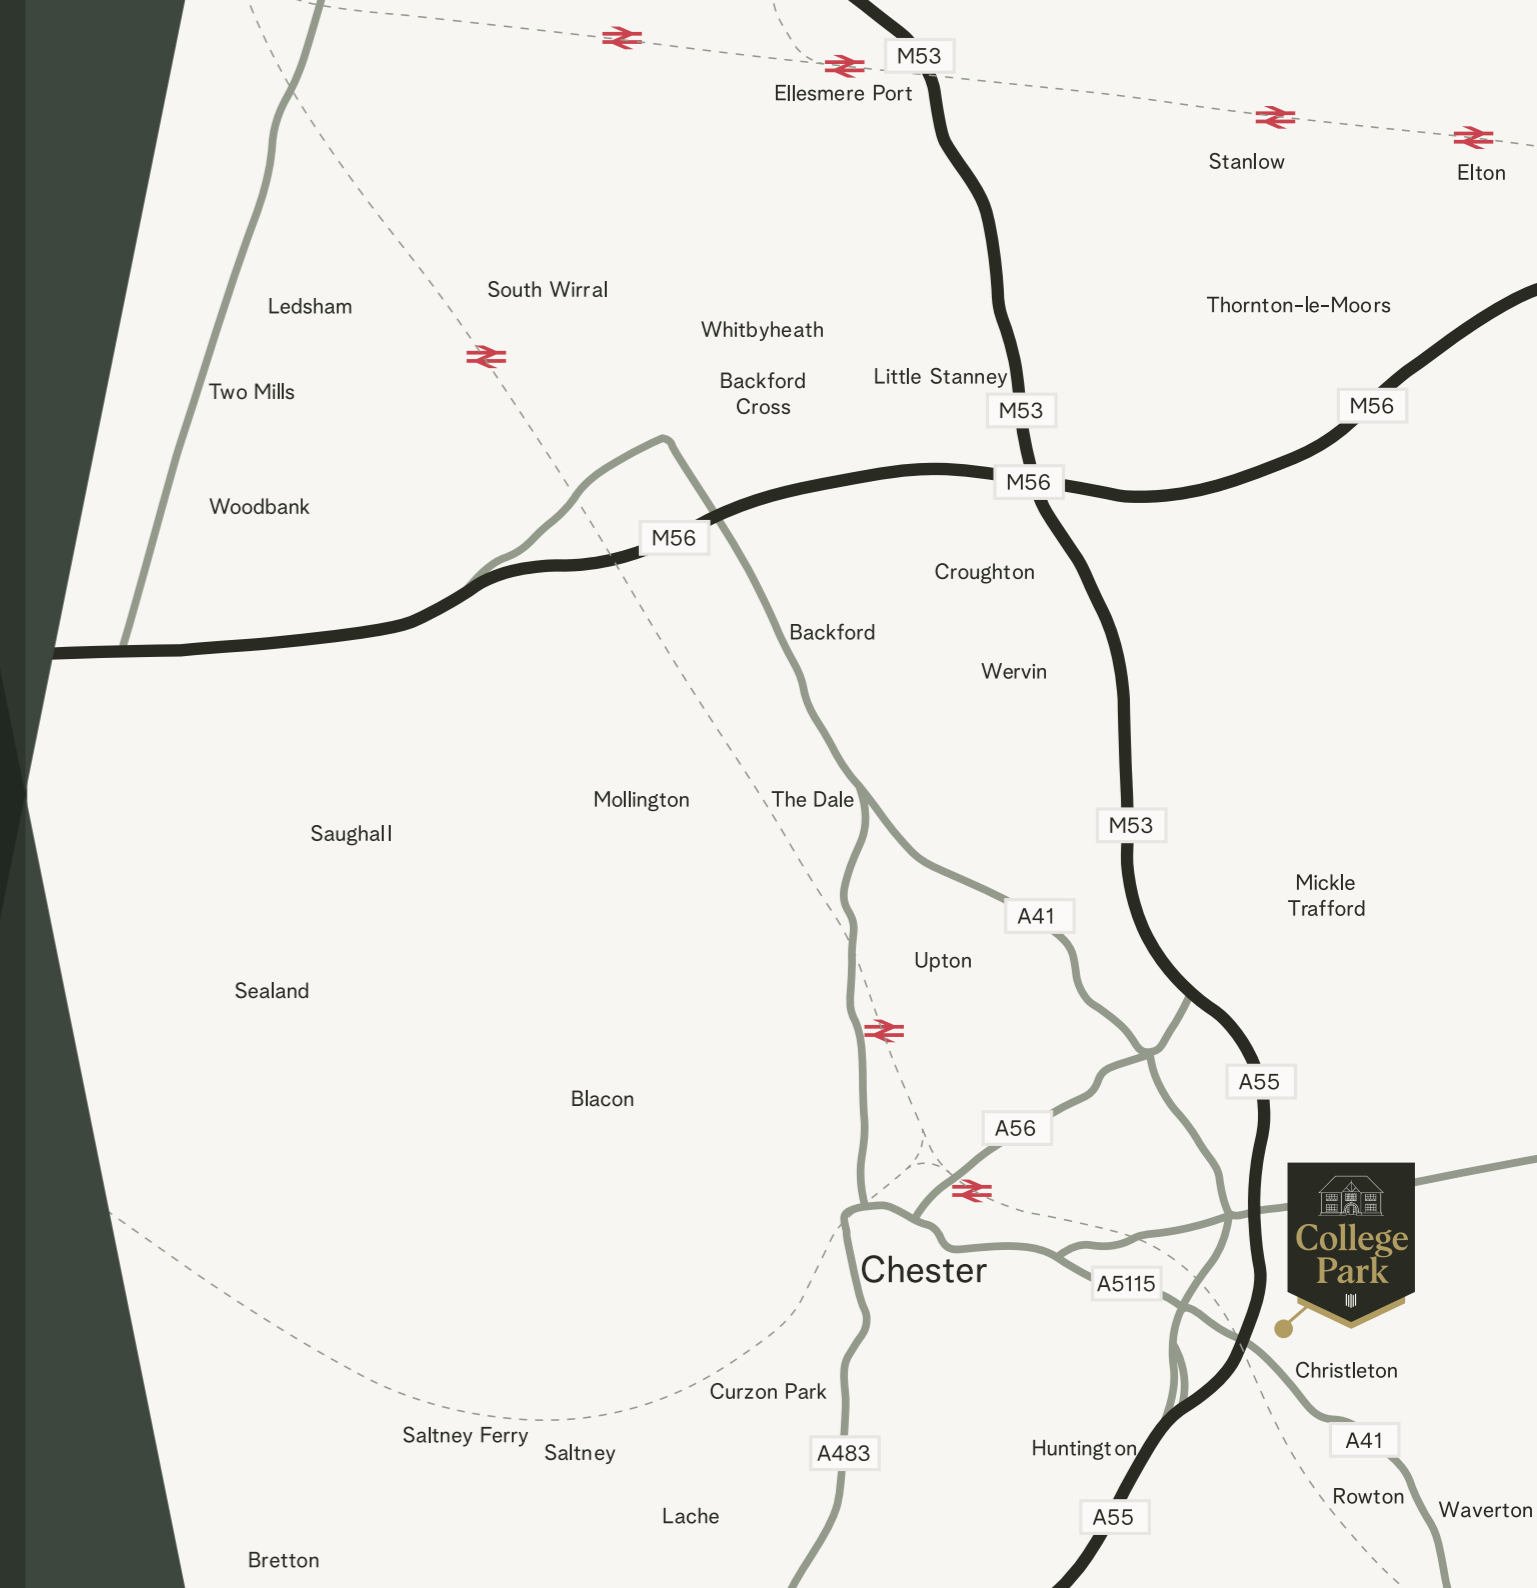 M53
Ellesmere Port
Stanlow
Elton
South Wirral
Ledsham
Thornton-le-Moors
Whitbyheath
Little Stanney
Backford
Cross
Two Mills
M53
M56
M56
Woodbank
M56
Croughton
Backford
Wervin
Mollington
The Dale
M53
Saughall
Mickle
Trafford
A41
Upton
Sealand
A55
Blacon
A56
College
Park
Chester
A5115
Christleton
Curzon Park
Saltney Ferry
Saltney
A483
Huntington
A41
Rowton
Waverton
Lache
A55
Bretton